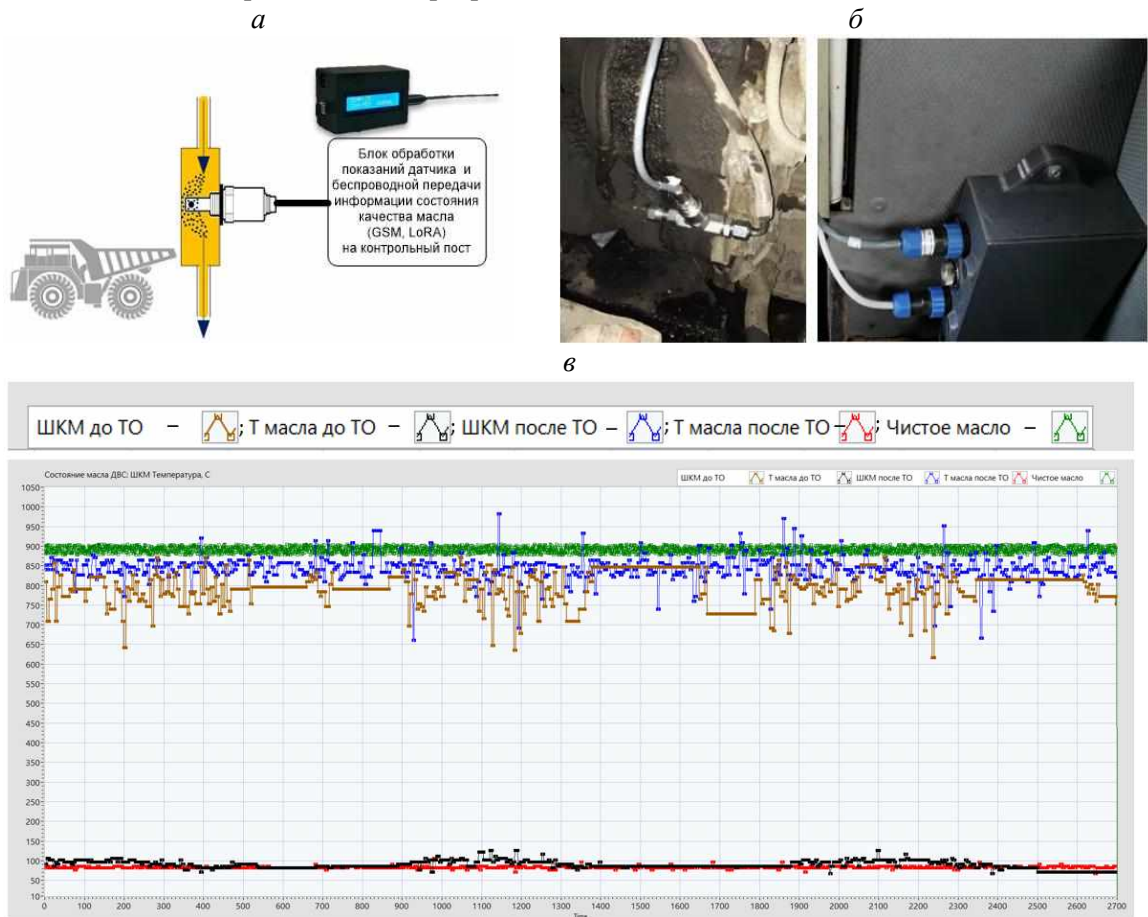 а
б
Блок обработки
показаний датчика и
беспроводной передачи
информации состояния
качества масла
(GSM, LoRA)
на контрольный пост
в
ШКМ до ТО – ; Т масла до ТО – ; ШКМ после ТО – ; Т масла после ТО – ; Чистое масло –
Состояние масла ДВС: ШКМ Температура, С
ШКМ до ТО Т масла до ТО ШКМ после ТО Т масла после ТО Чистое масло
1050
1000
950
900
850
800
750
700
650
600
550
500
450
400
350
300
250
200
150
100
50
10
0 100 200 300 400 500 600 700 800 900 1000 1100 1200 1300 1400 1500 1600 1700 1800 1900 2000 2100 2200 2300 2400 2500 2600 2700
Time